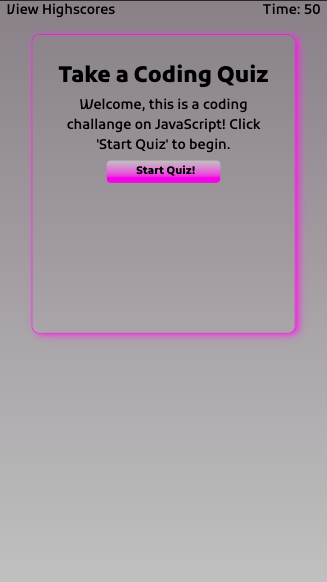 View Highscores
Time: 50
Take a Coding Quiz
Welcome, this is a coding
challange on JavaScript! Click
'Start Quiz' to begin.
Start Quiz!